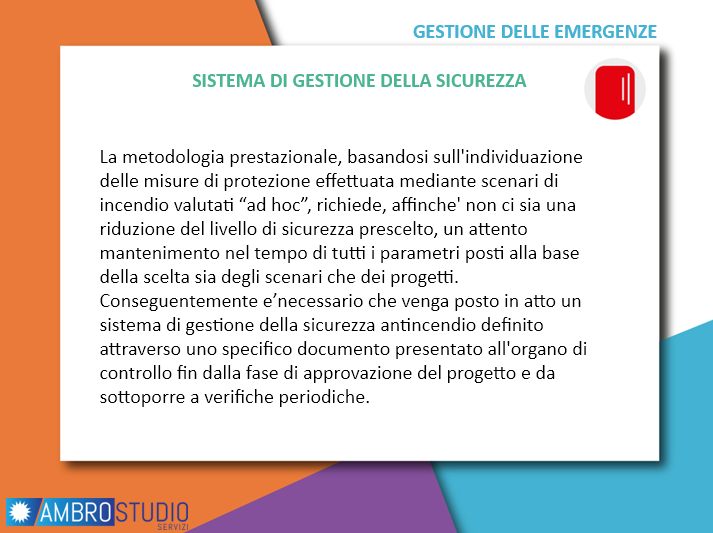 GESTIONE DELLE EMERGENZE
SISTEMA DI GESTIONE DELLA SICUREZZA
La metodologia prestazionale, basandosi sull'individuazione
delle misure di protezione effettuata mediante scenari di
incendio valutati “ad hoc”, richiede, affinche' non ci sia una
riduzione del livello di sicurezza prescelto, un attento
mantenimento nel tempo di tutti i parametri posti alla base
della scelta sia degli scenari che dei progetti.
Conseguentemente e’necessario che venga posto in atto un
sistema di gestione della sicurezza antincendio definito
attraverso uno specifico documento presentato all'organo di
controllo fin dalla fase di approvazione del progetto e da
sottoporre a verifiche periodiche.
AMBROSTUDIO
SERVIZI